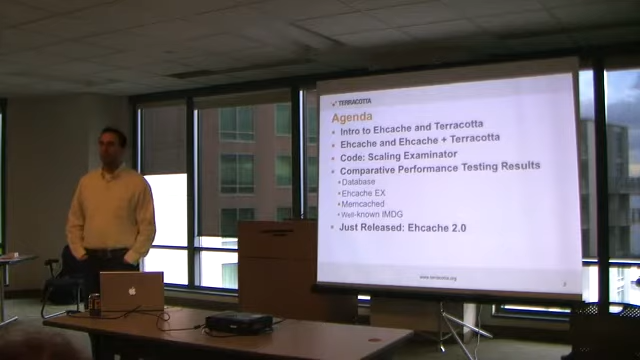 TERRACOTTA
Agenda
• Intro to Ehcache and Terracotta
• Ehcache and Ehcache + Terracotta
• Code: Scaling Examinator
• Comparative Performance Testing Results
• Database
• Ehcache EX
• Memcached
• Well-known IMDG
• Just Released: Ehcache 2.0
www.terracotta.org
2